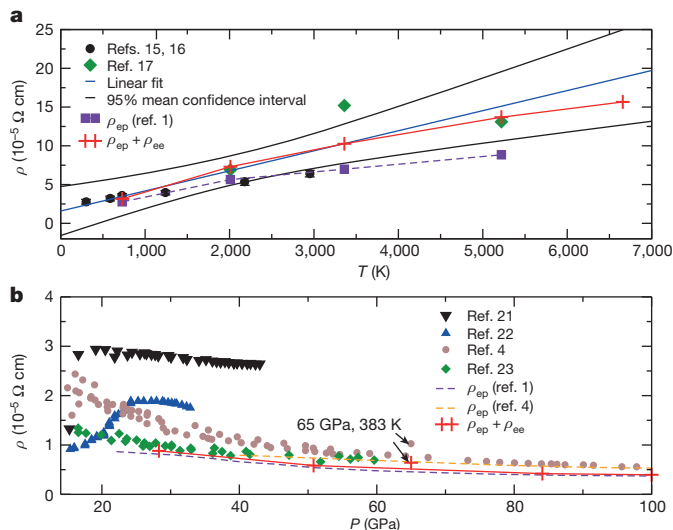 a
25
20
15
10
5
0
ρ (10⁻⁵ Ω cm)
Refs. 15, 16
Ref. 17
Linear fit
95% mean confidence interval
ρep (ref. 1)
ρep + ρee
0 1,000 2,000 3,000 4,000 5,000 6,000 7,000
T (K)
b
4
3
2
1
0
ρ (10⁻⁵ Ω cm)
Ref. 21
Ref. 22
Ref. 4
Ref. 23
ρep (ref. 1)
ρep (ref. 4)
ρep + ρee
65 GPa, 383 K
20 40 60 80 100
P (GPa)